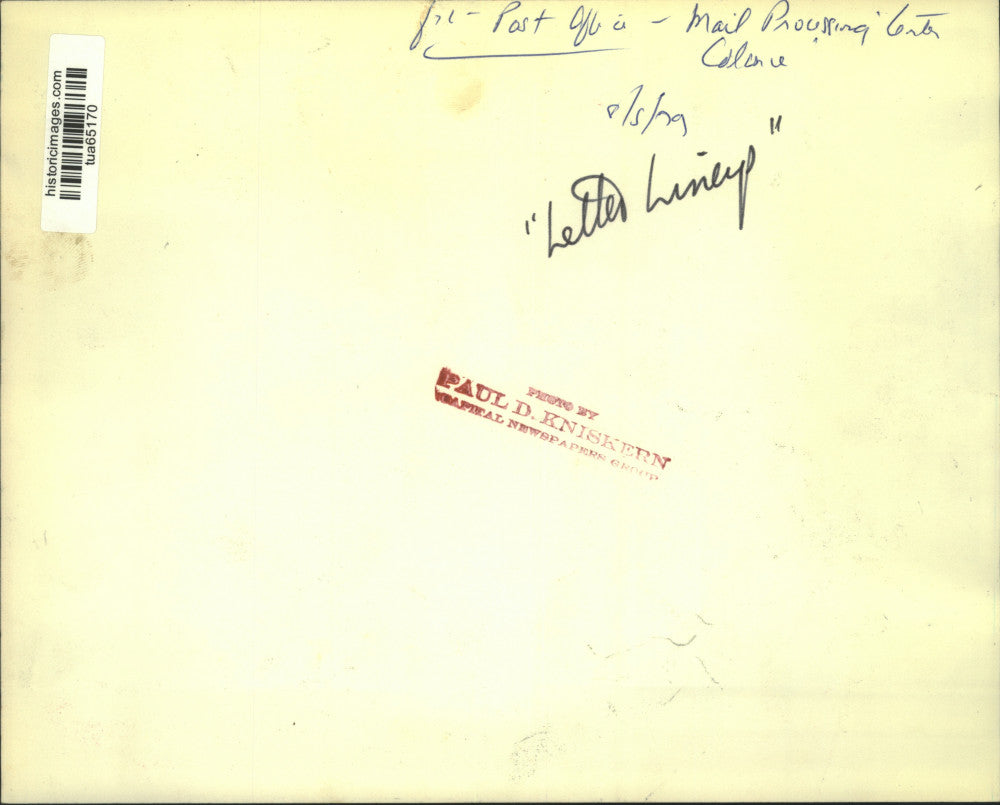 Post Office - Mail Processing Center
Colonie
8/5/79
"Letter Lineup"
historicimages.com
tua65170
PHOTO BY
PAUL D. KNISKERN
CAPITAL NEWSPAPERS GROUP